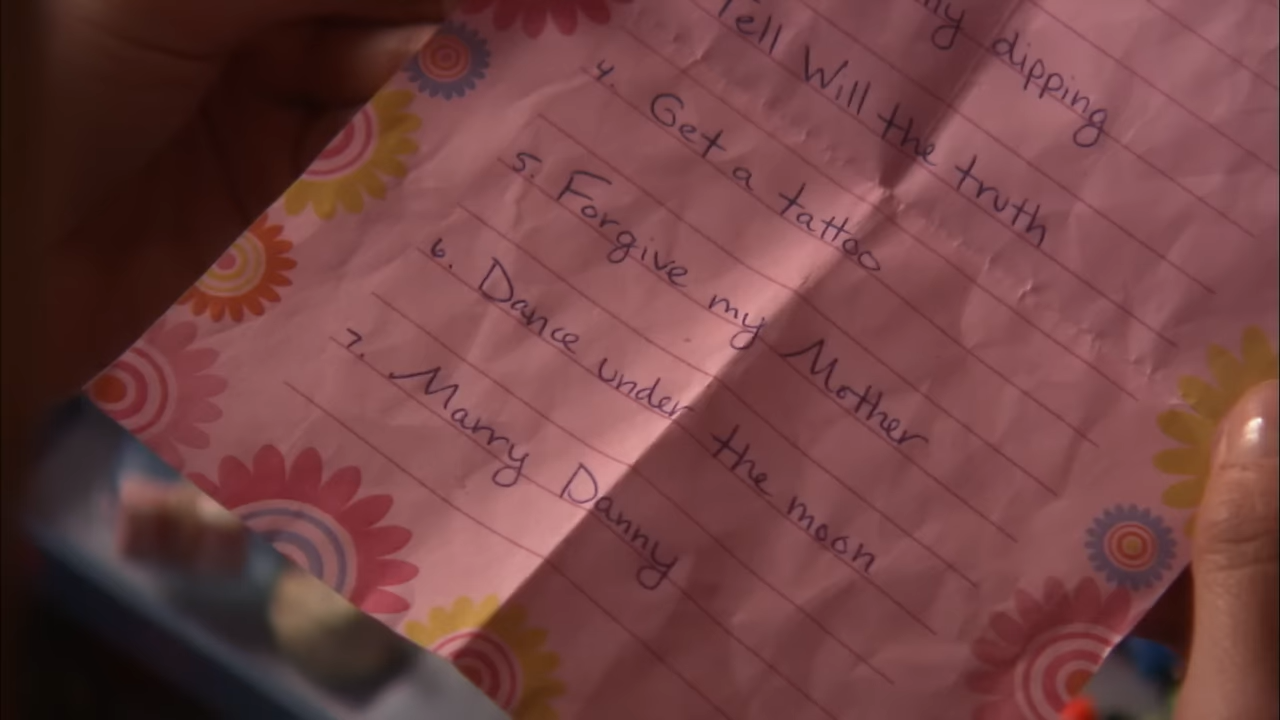 dipping
Tell Will the truth
4. Get a tattoo
5. Forgive my Mother
6. Dance under the moon
7. Marry Danny